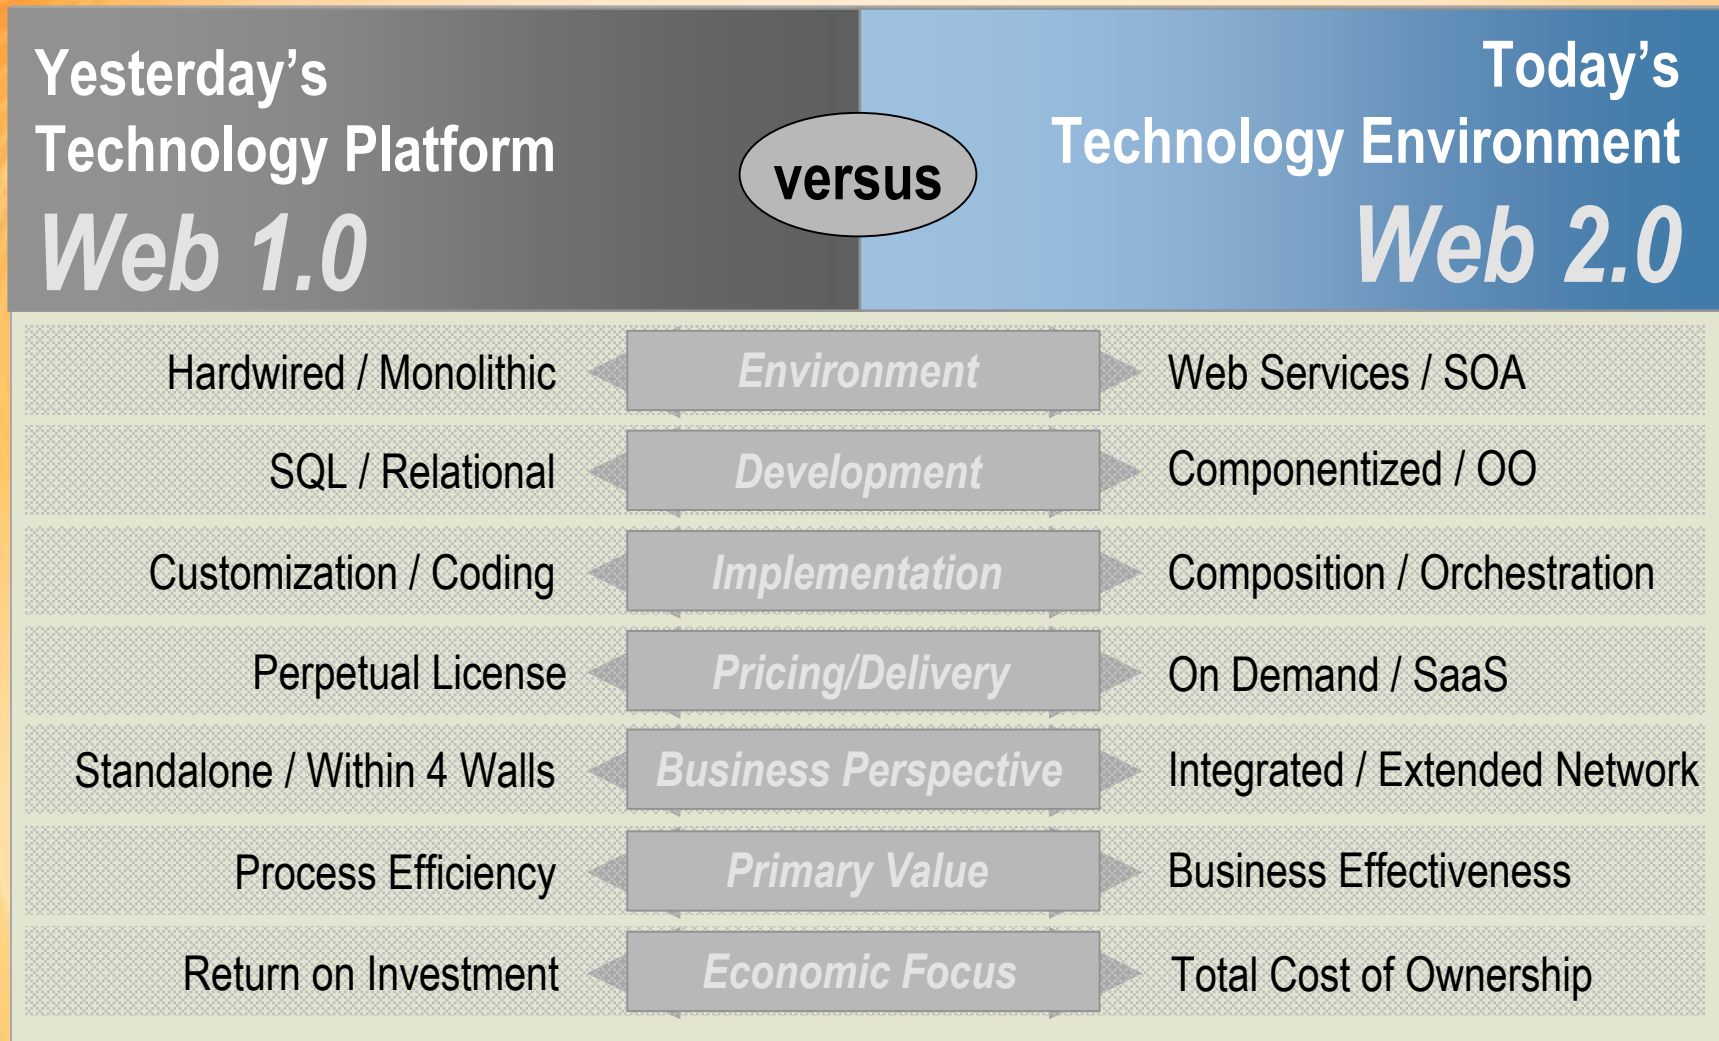 Yesterday’s
Technology Platform
Web 1.0
versus
Today’s
Technology Environment
Web 2.0
Hardwired / Monolithic
Environment
Web Services / SOA
SQL / Relational
Development
Componentized / OO
Customization / Coding
Implementation
Composition / Orchestration
Perpetual License
Pricing/Delivery
On Demand / SaaS
Standalone / Within 4 Walls
Business Perspective
Integrated / Extended Network
Process Efficiency
Primary Value
Business Effectiveness
Return on Investment
Economic Focus
Total Cost of Ownership